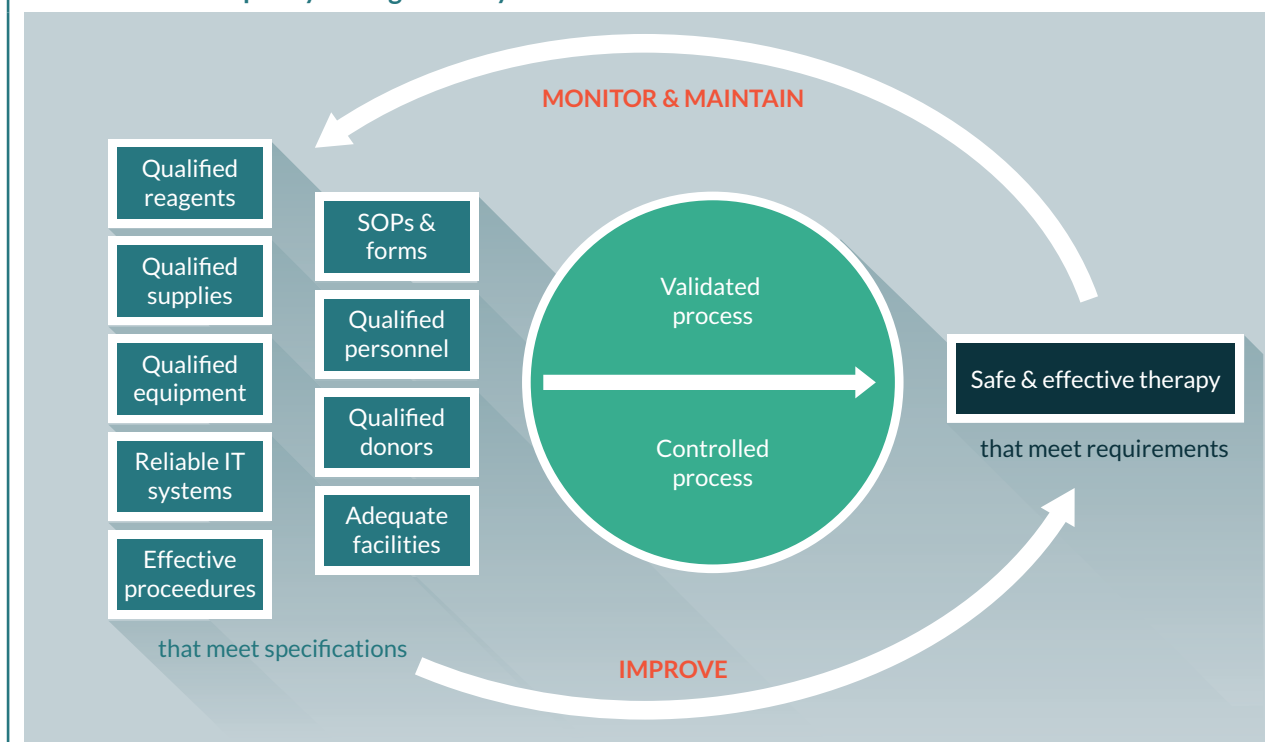 MONITOR & MAINTAIN
Qualified
reagents
Qualified
supplies
Qualified
equipment
Reliable IT
systems
Effective
proceedures
SOPs &
forms
Qualified
personnel
Qualified
donors
Adequate
facilities
that meet specifications
Validated
process
Controlled
process
Safe & effective therapy
that meet requirements
IMPROVE